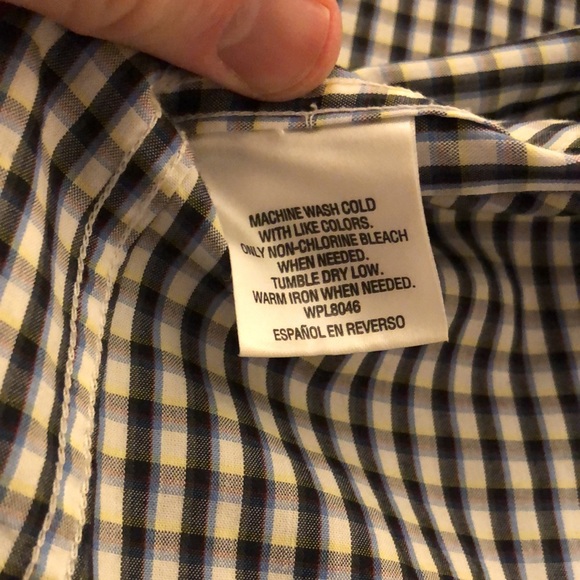 MACHINE WASH COLD
WITH LIKE COLORS.
ONLY NON-CHLORINE BLEACH
WHEN NEEDED.
TUMBLE DRY LOW.
WARM IRON WHEN NEEDED.
WPL8046
ESPAÑOL EN REVERSO